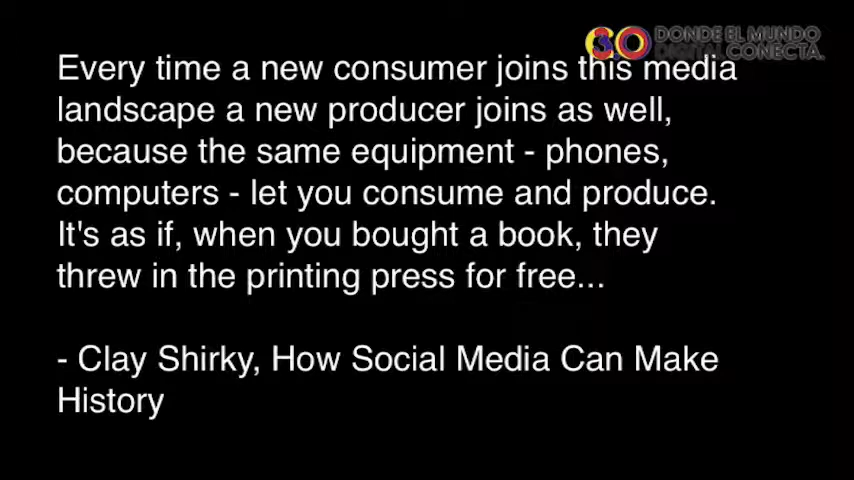 3.0 DONDE EL MUNDO
DIGITAL CONECTA.
Every time a new consumer joins this media
landscape a new producer joins as well,
because the same equipment - phones,
computers - let you consume and produce.
It's as if, when you bought a book, they
threw in the printing press for free...
- Clay Shirky, How Social Media Can Make
History